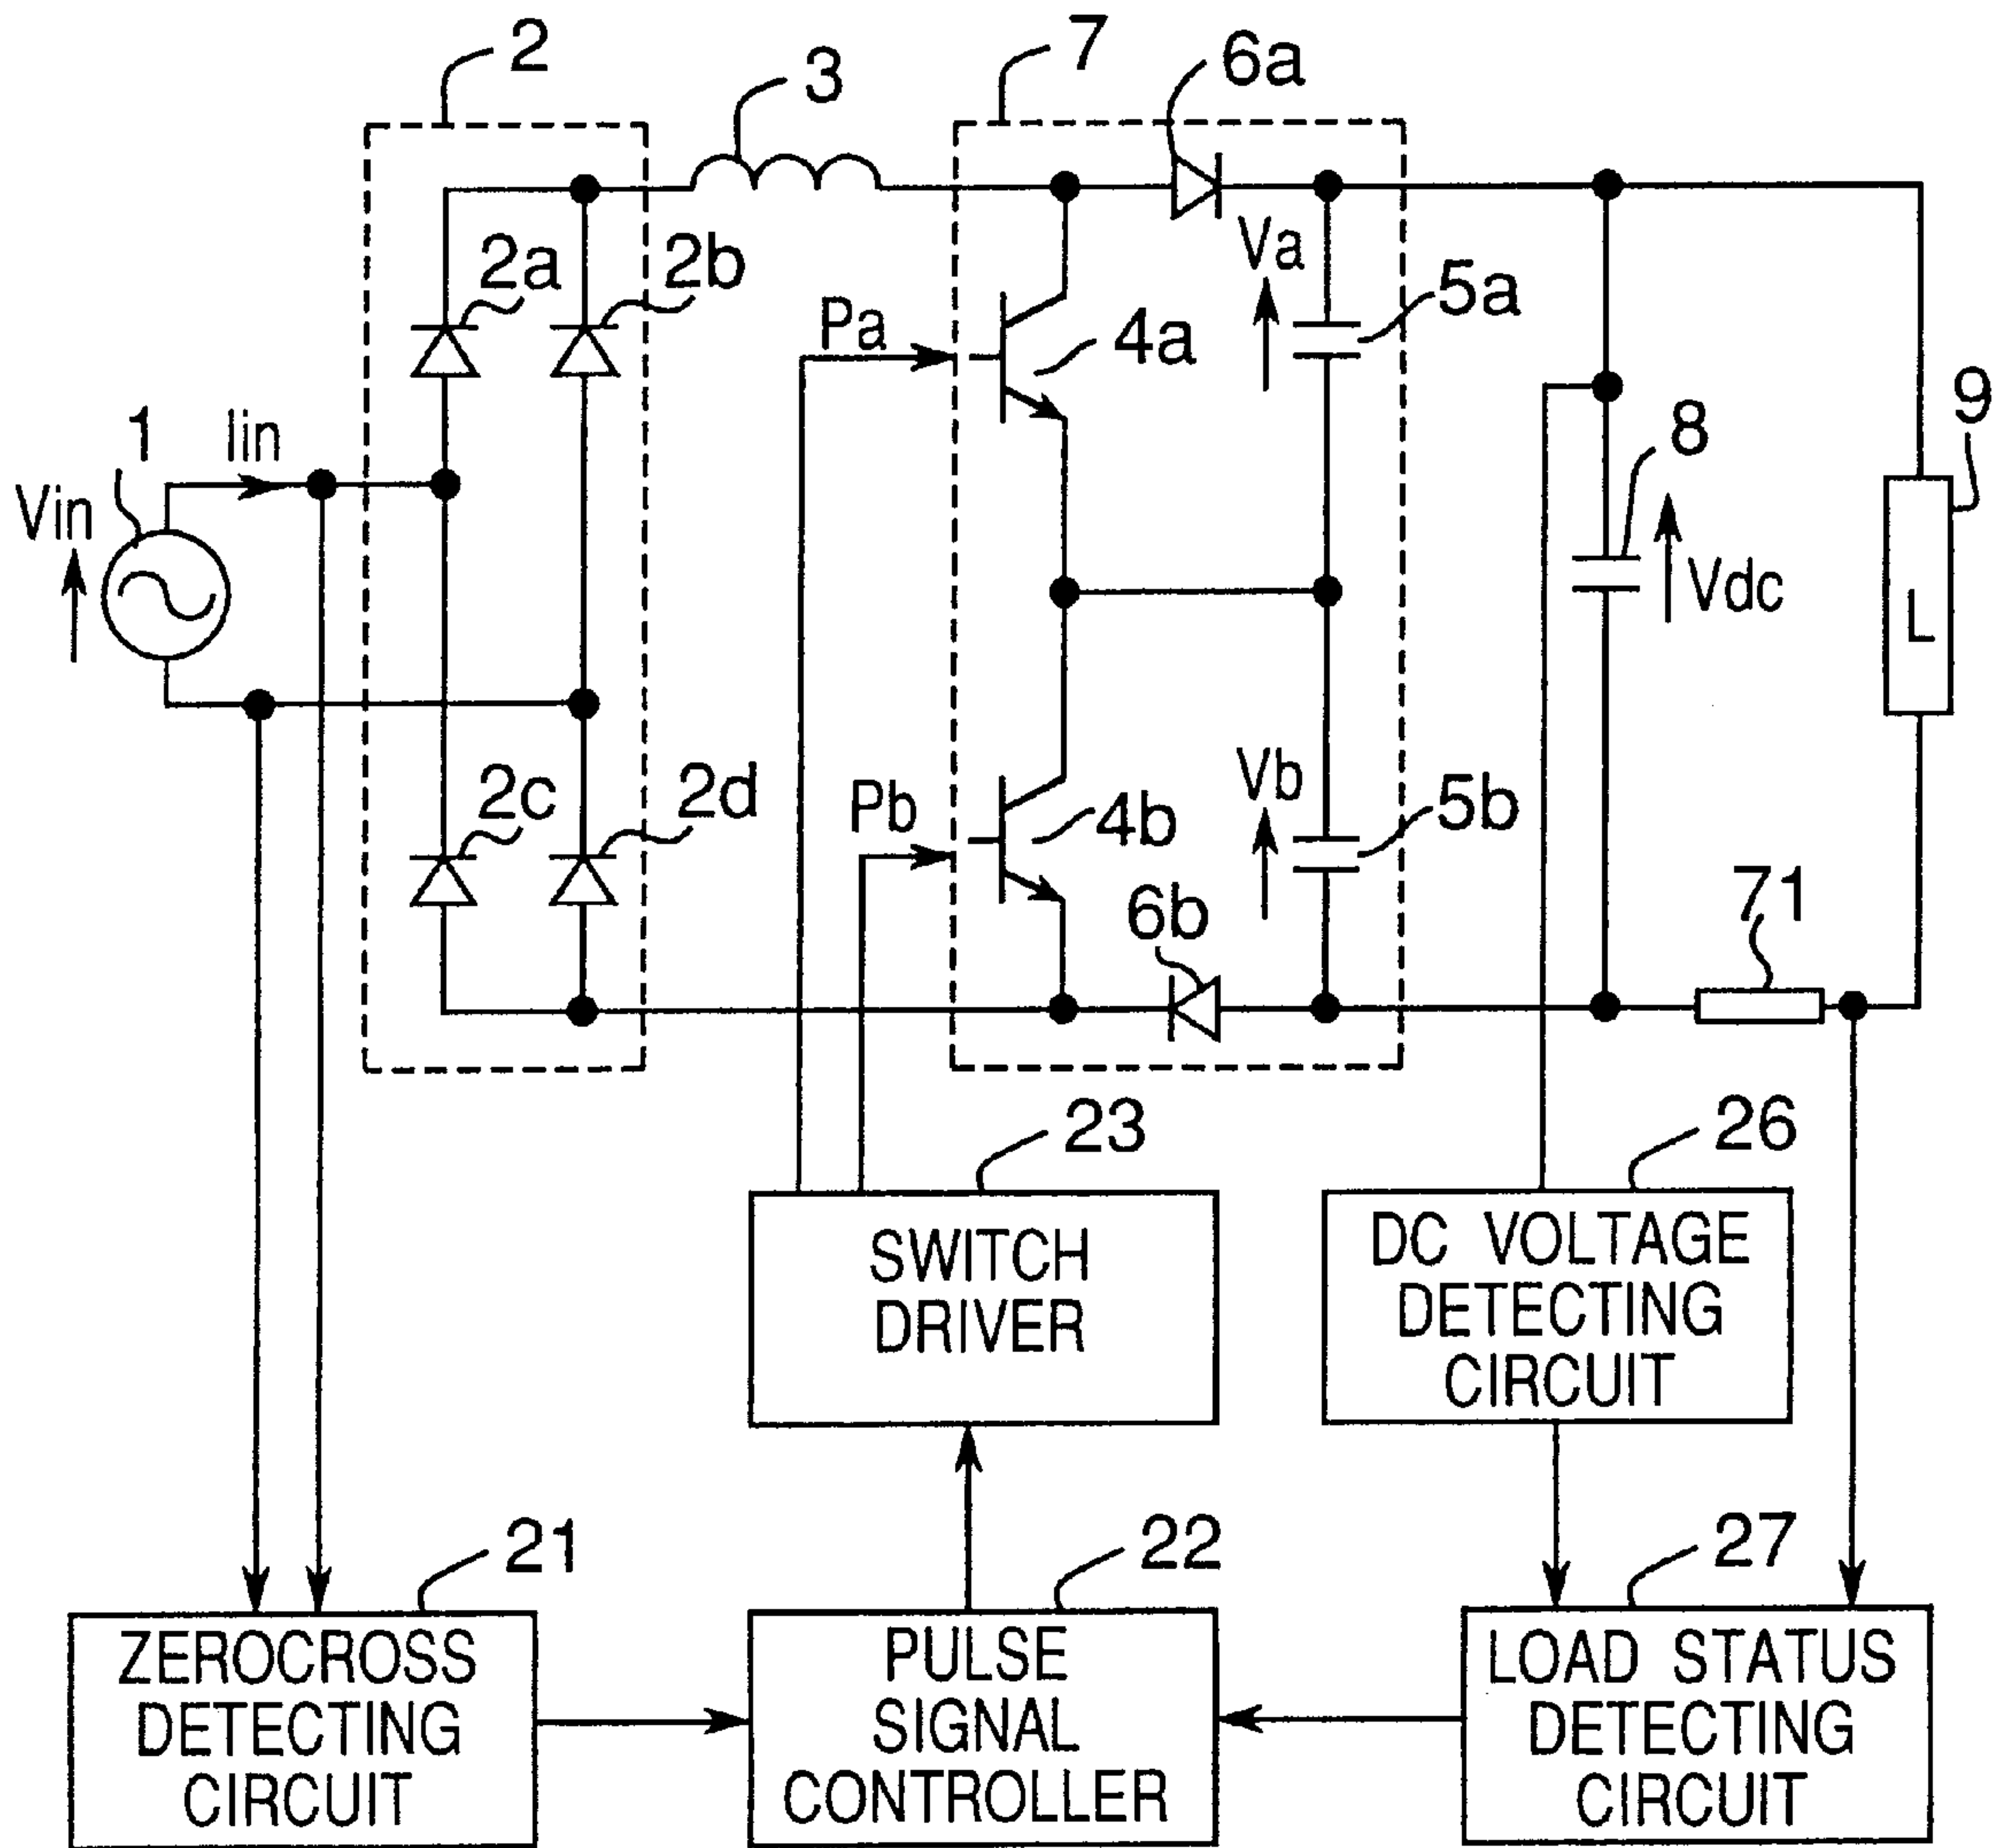 2
3
7
6a
2a
2b
Va
5a
Pa
4a
1
Iin
Vin
8
9
Vdc
L
2c
2d
Pb
4b
Vb
5b
6b
71
23
26
SWITCH
DRIVER
DC VOLTAGE
DETECTING
CIRCUIT
21
22
27
ZEROCROSS
DETECTING
CIRCUIT
PULSE
SIGNAL
CONTROLLER
LOAD STATUS
DETECTING
CIRCUIT